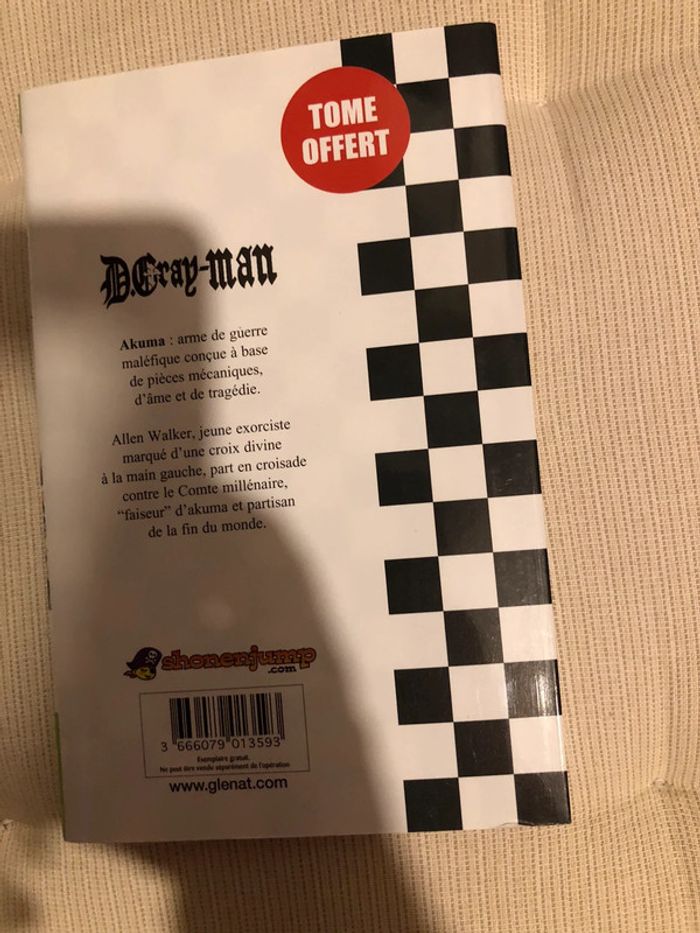 TOME
OFFERT
D.Gray-man
Akuma : arme de guerre
maléfique conçue à base
de pièces mécaniques,
d'âme et de tragédie.
Allen Walker, jeune exorciste
marqué d'une croix divine
à la main gauche, part en croisade
contre le Comte millénaire,
"faiseur" d'akuma et partisan
de la fin du monde.
shonenjump
.com
3 666079 013593
Exemplaire gratuit.
Ne peut être vendu séparément de l'opération
www.glenat.com